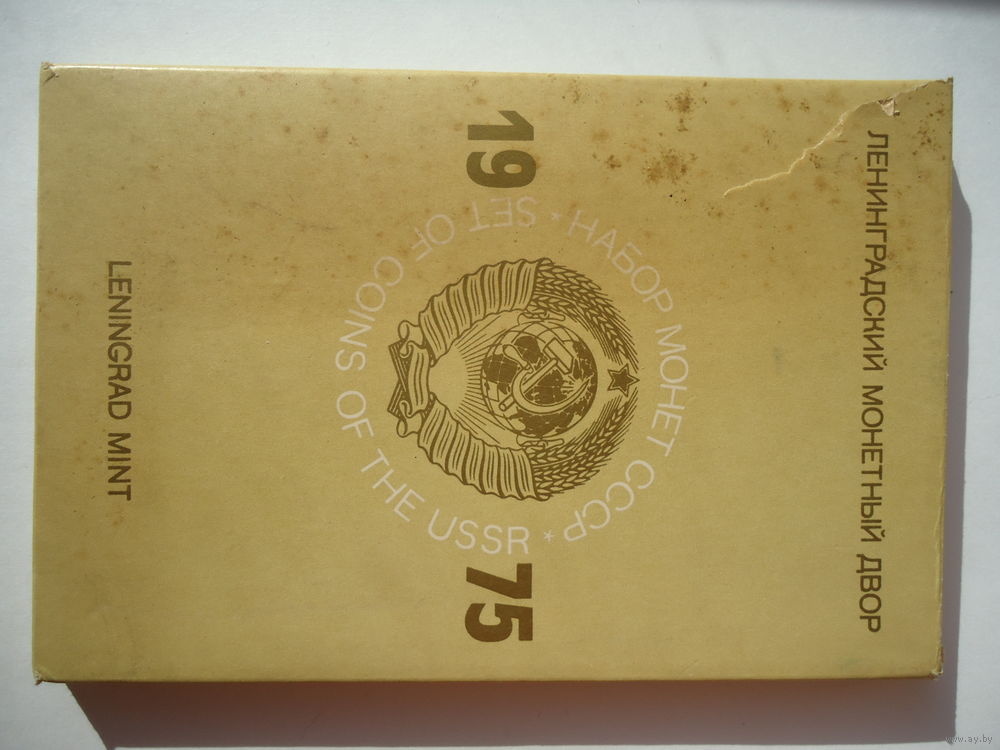 ЛЕНИНГРАДСКИЙ МОНЕТНЫЙ ДВОР
НАБОР МОНЕТ СССР *
19 75
SET OF COINS OF THE USSR *
LENINGRAD MINT
www.ay.by